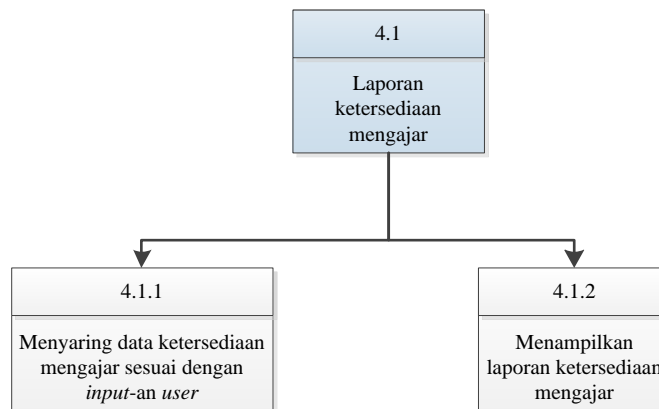 4.1
Laporan
ketersediaan
mengajar
4.1.1
Menyaring data ketersediaan
mengajar sesuai dengan
input-an user
4.1.2
Menampilkan
laporan ketersediaan
mengajar